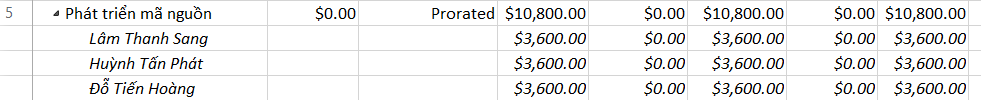 5 Phát triển mã nguồn $0.00 Prorated $10,800.00 $0.00 $10,800.00 $0.00 $10,800.00
Lâm Thanh Sang $3,600.00 $0.00 $3,600.00 $0.00 $3,600.00
Huỳnh Tấn Phát $3,600.00 $0.00 $3,600.00 $0.00 $3,600.00
Đỗ Tiến Hoàng $3,600.00 $0.00 $3,600.00 $0.00 $3,600.00